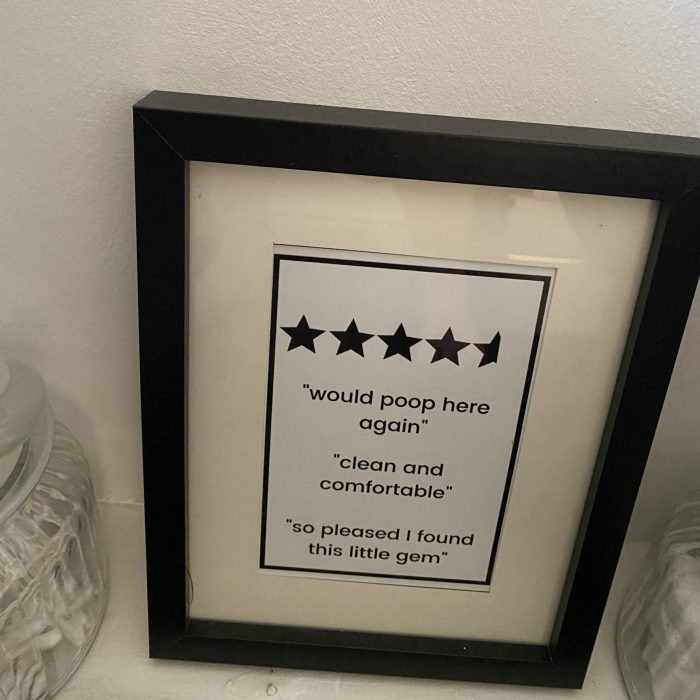 "would poop here
again"
"clean and
comfortable"
"so pleased I found
this little gem"